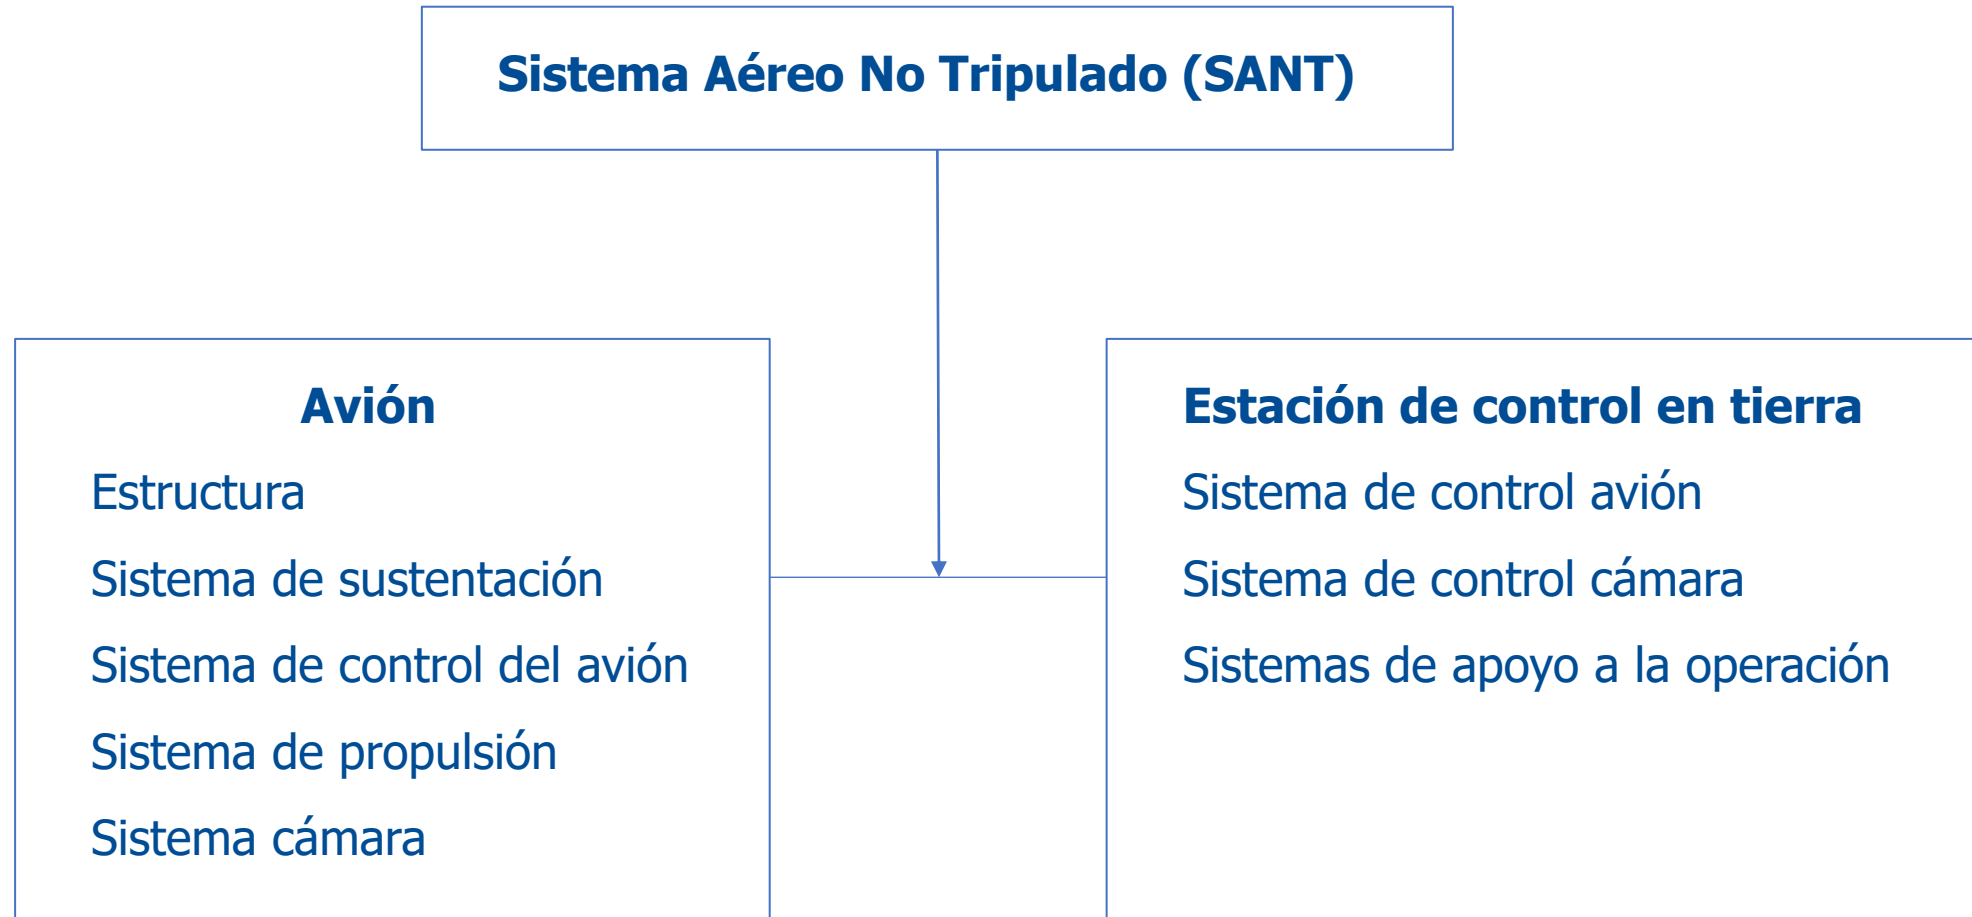 Sistema Aéreo No Tripulado (SANT)
Avión
Estructura
Sistema de sustentación
Sistema de control del avión
Sistema de propulsión
Sistema cámara
Estación de control en tierra
Sistema de control avión
Sistema de control cámara
Sistemas de apoyo a la operación